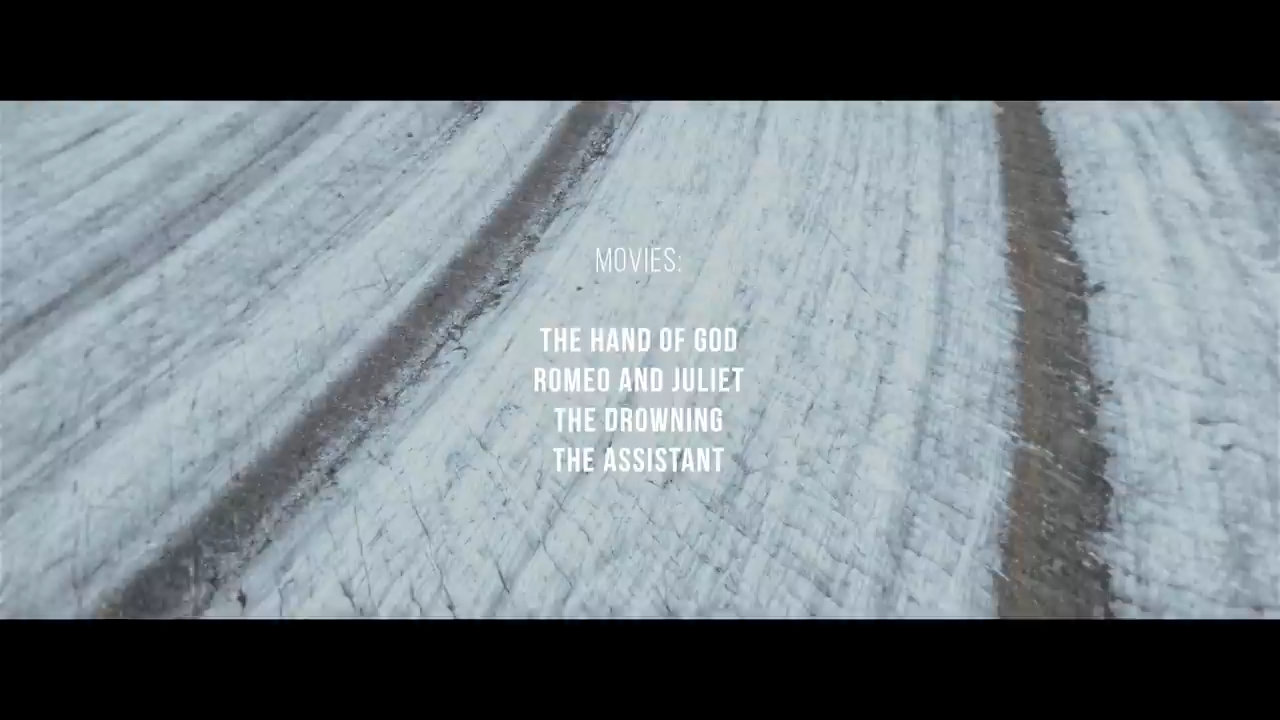 MOVIES:
THE HAND OF GOD
ROMEO AND JULIET
THE DROWNING
THE ASSISTANT